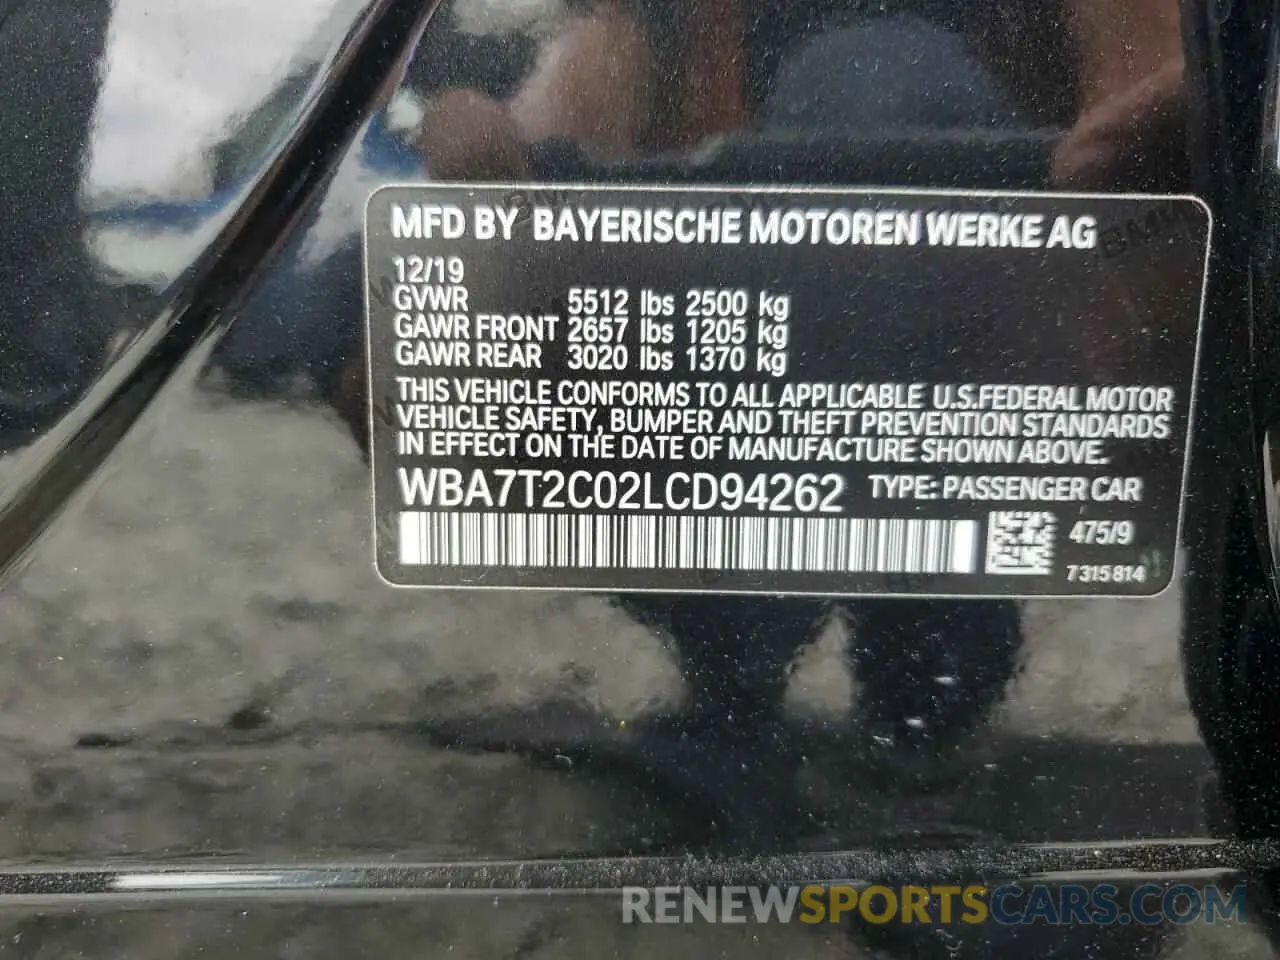 MFD BY BAYERISCHE MOTOREN WERKE AG
12/19
GVWR 5512 lbs 2500 kg
GAWR FRONT 2657 lbs 1205 kg
GAWR REAR 3020 lbs 1370 kg
THIS VEHICLE CONFORMS TO ALL APPLICABLE U.S.FEDERAL MOTOR
VEHICLE SAFETY, BUMPER AND THEFT PREVENTION STANDARDS
IN EFFECT ON THE DATE OF MANUFACTURE SHOWN ABOVE.
WBA7T2C02LCD94262 TYPE: PASSENGER CAR
475/9
7315814
RENEWSPORTSCARS.COM